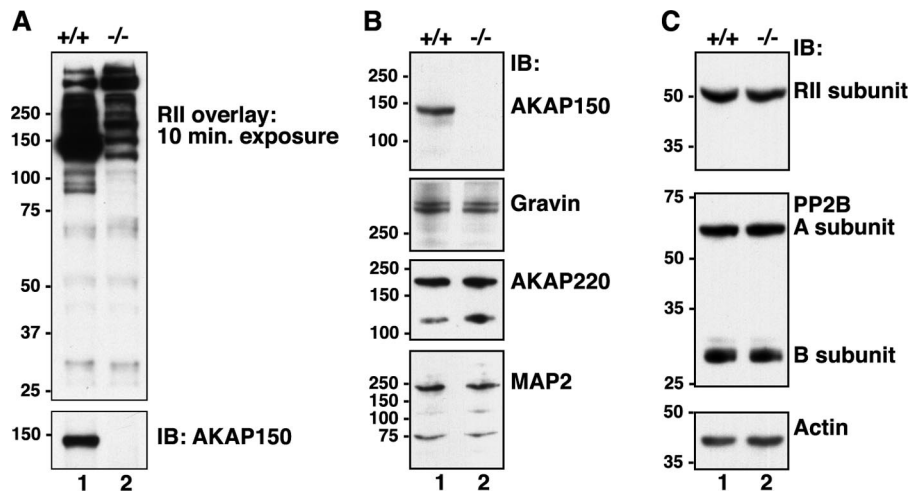 A
+/+ -/-
250
150
100
75
50
37
25
RII overlay:
10 min. exposure
150
IB: AKAP150
1 2
B
+/+ -/-
IB:
250
150
100
AKAP150
Gravin
250
250
150
100
AKAP220
250
150
100
75
MAP2
1 2
C
+/+ -/-
IB:
50
35
RII subunit
75
50
35
25
PP2B
A subunit
B subunit
50
35
Actin
1 2